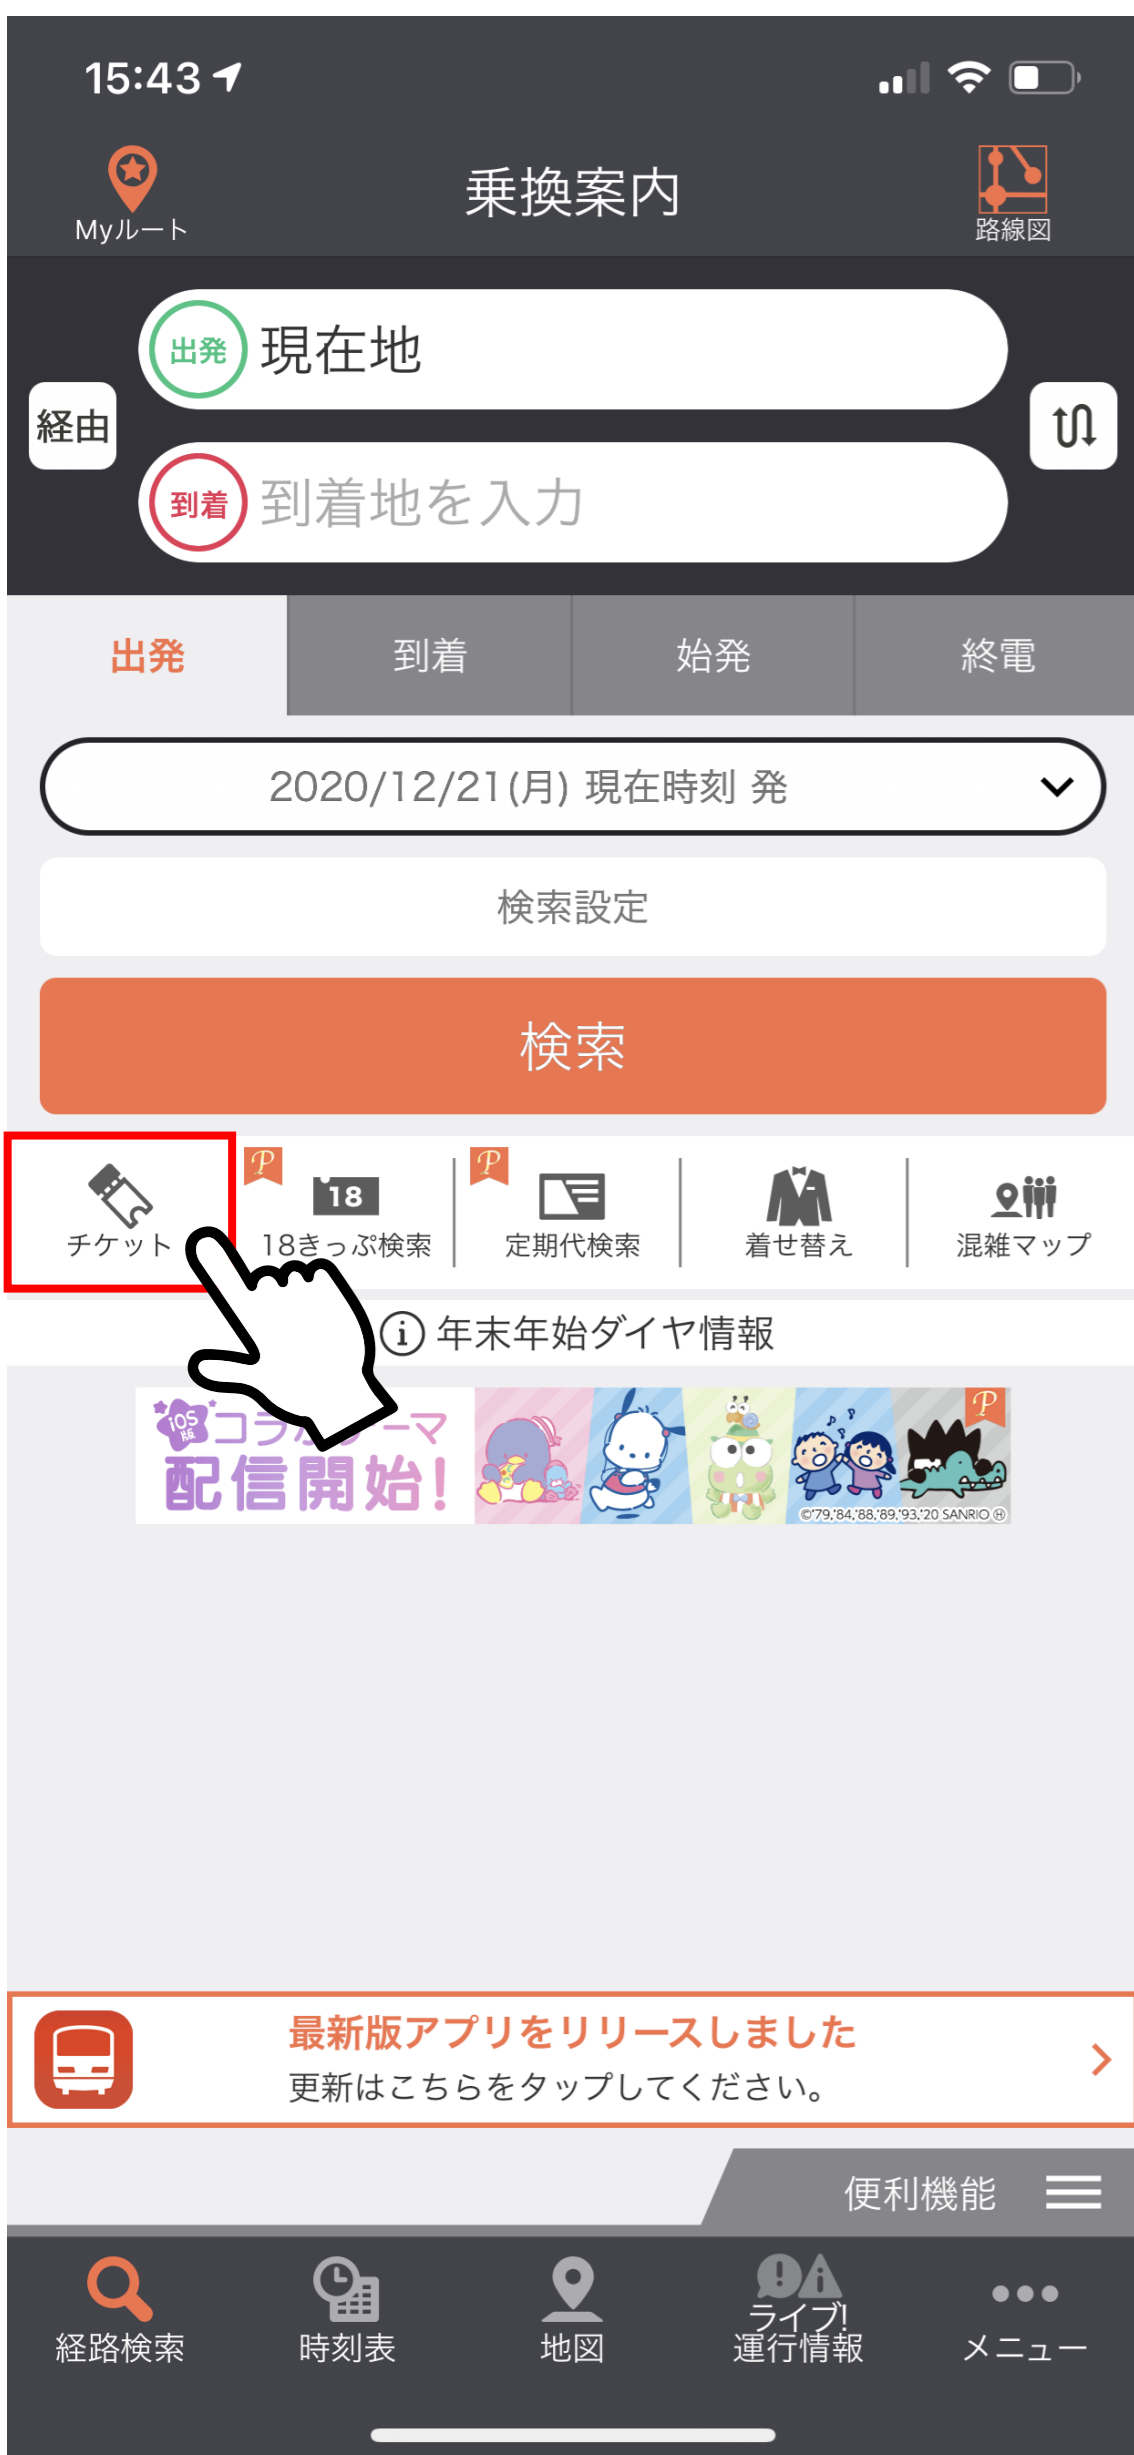 15:43
Myルート
乗換案内
路線図
出発 現在地
経由
到着 到着地を入力
出発 到着 始発 終電
2020/12/21(月) 現在時刻 発
検索設定
検索
P P
18
チケット 18きっぷ検索 定期代検索 着せ替え 混雑マップ
年末年始ダイヤ情報
iOS版
コラボテーマ
配信開始!
P
©'79,'84,'88,'89,'93,'20 SANRIO Ⓗ
最新版アプリをリリースしました
更新はこちらをタップしてください。
便利機能
経路検索 時刻表 地図 ライブ!運行情報 メニュー